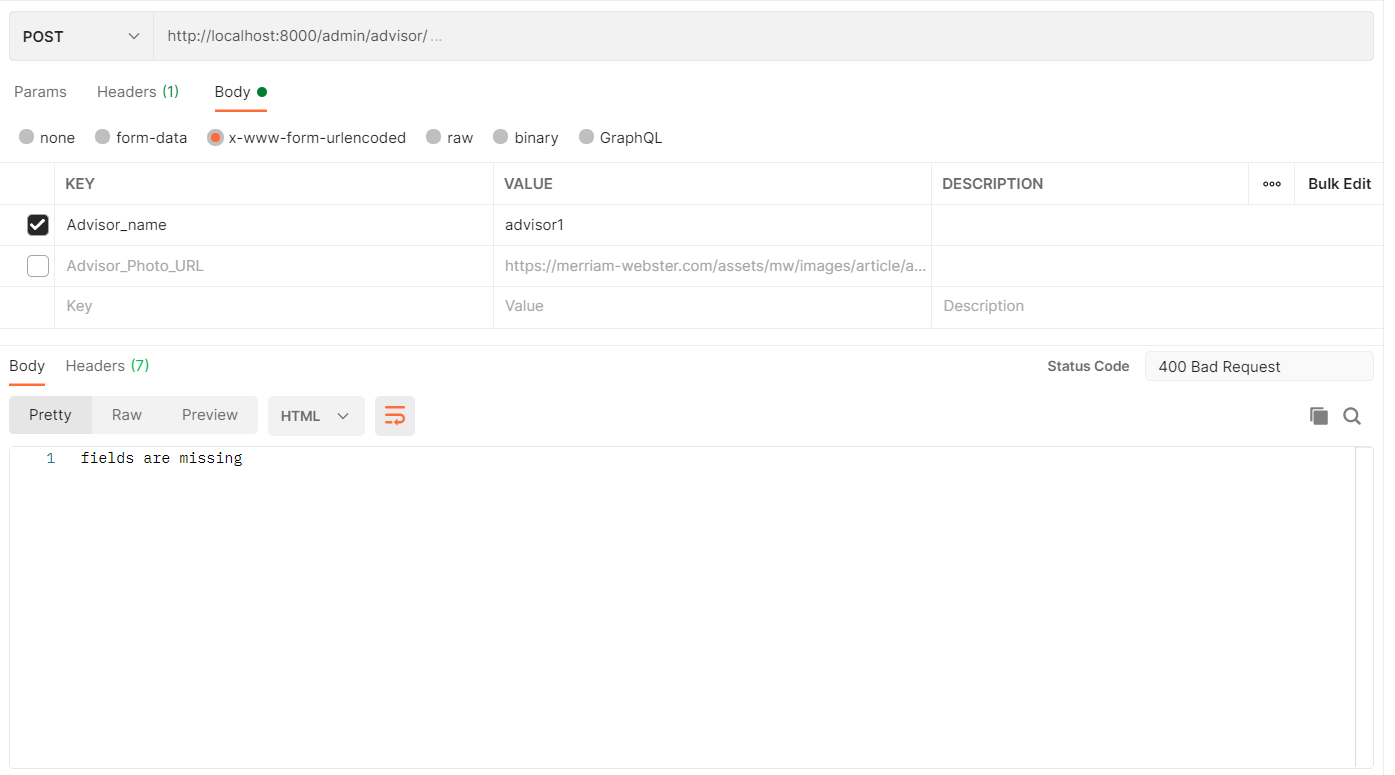 POST http://localhost:8000/admin/advisor/ ...
Params Headers (1) Body
none form-data x-www-form-urlencoded raw binary GraphQL
KEY VALUE DESCRIPTION ooo Bulk Edit
Advisor_name advisor1
Advisor_Photo_URL https://merriam-webster.com/assets/mw/images/article/a...
Key Value Description
Body Headers (7) Status Code 400 Bad Request
Pretty Raw Preview HTML
1 fields are missing